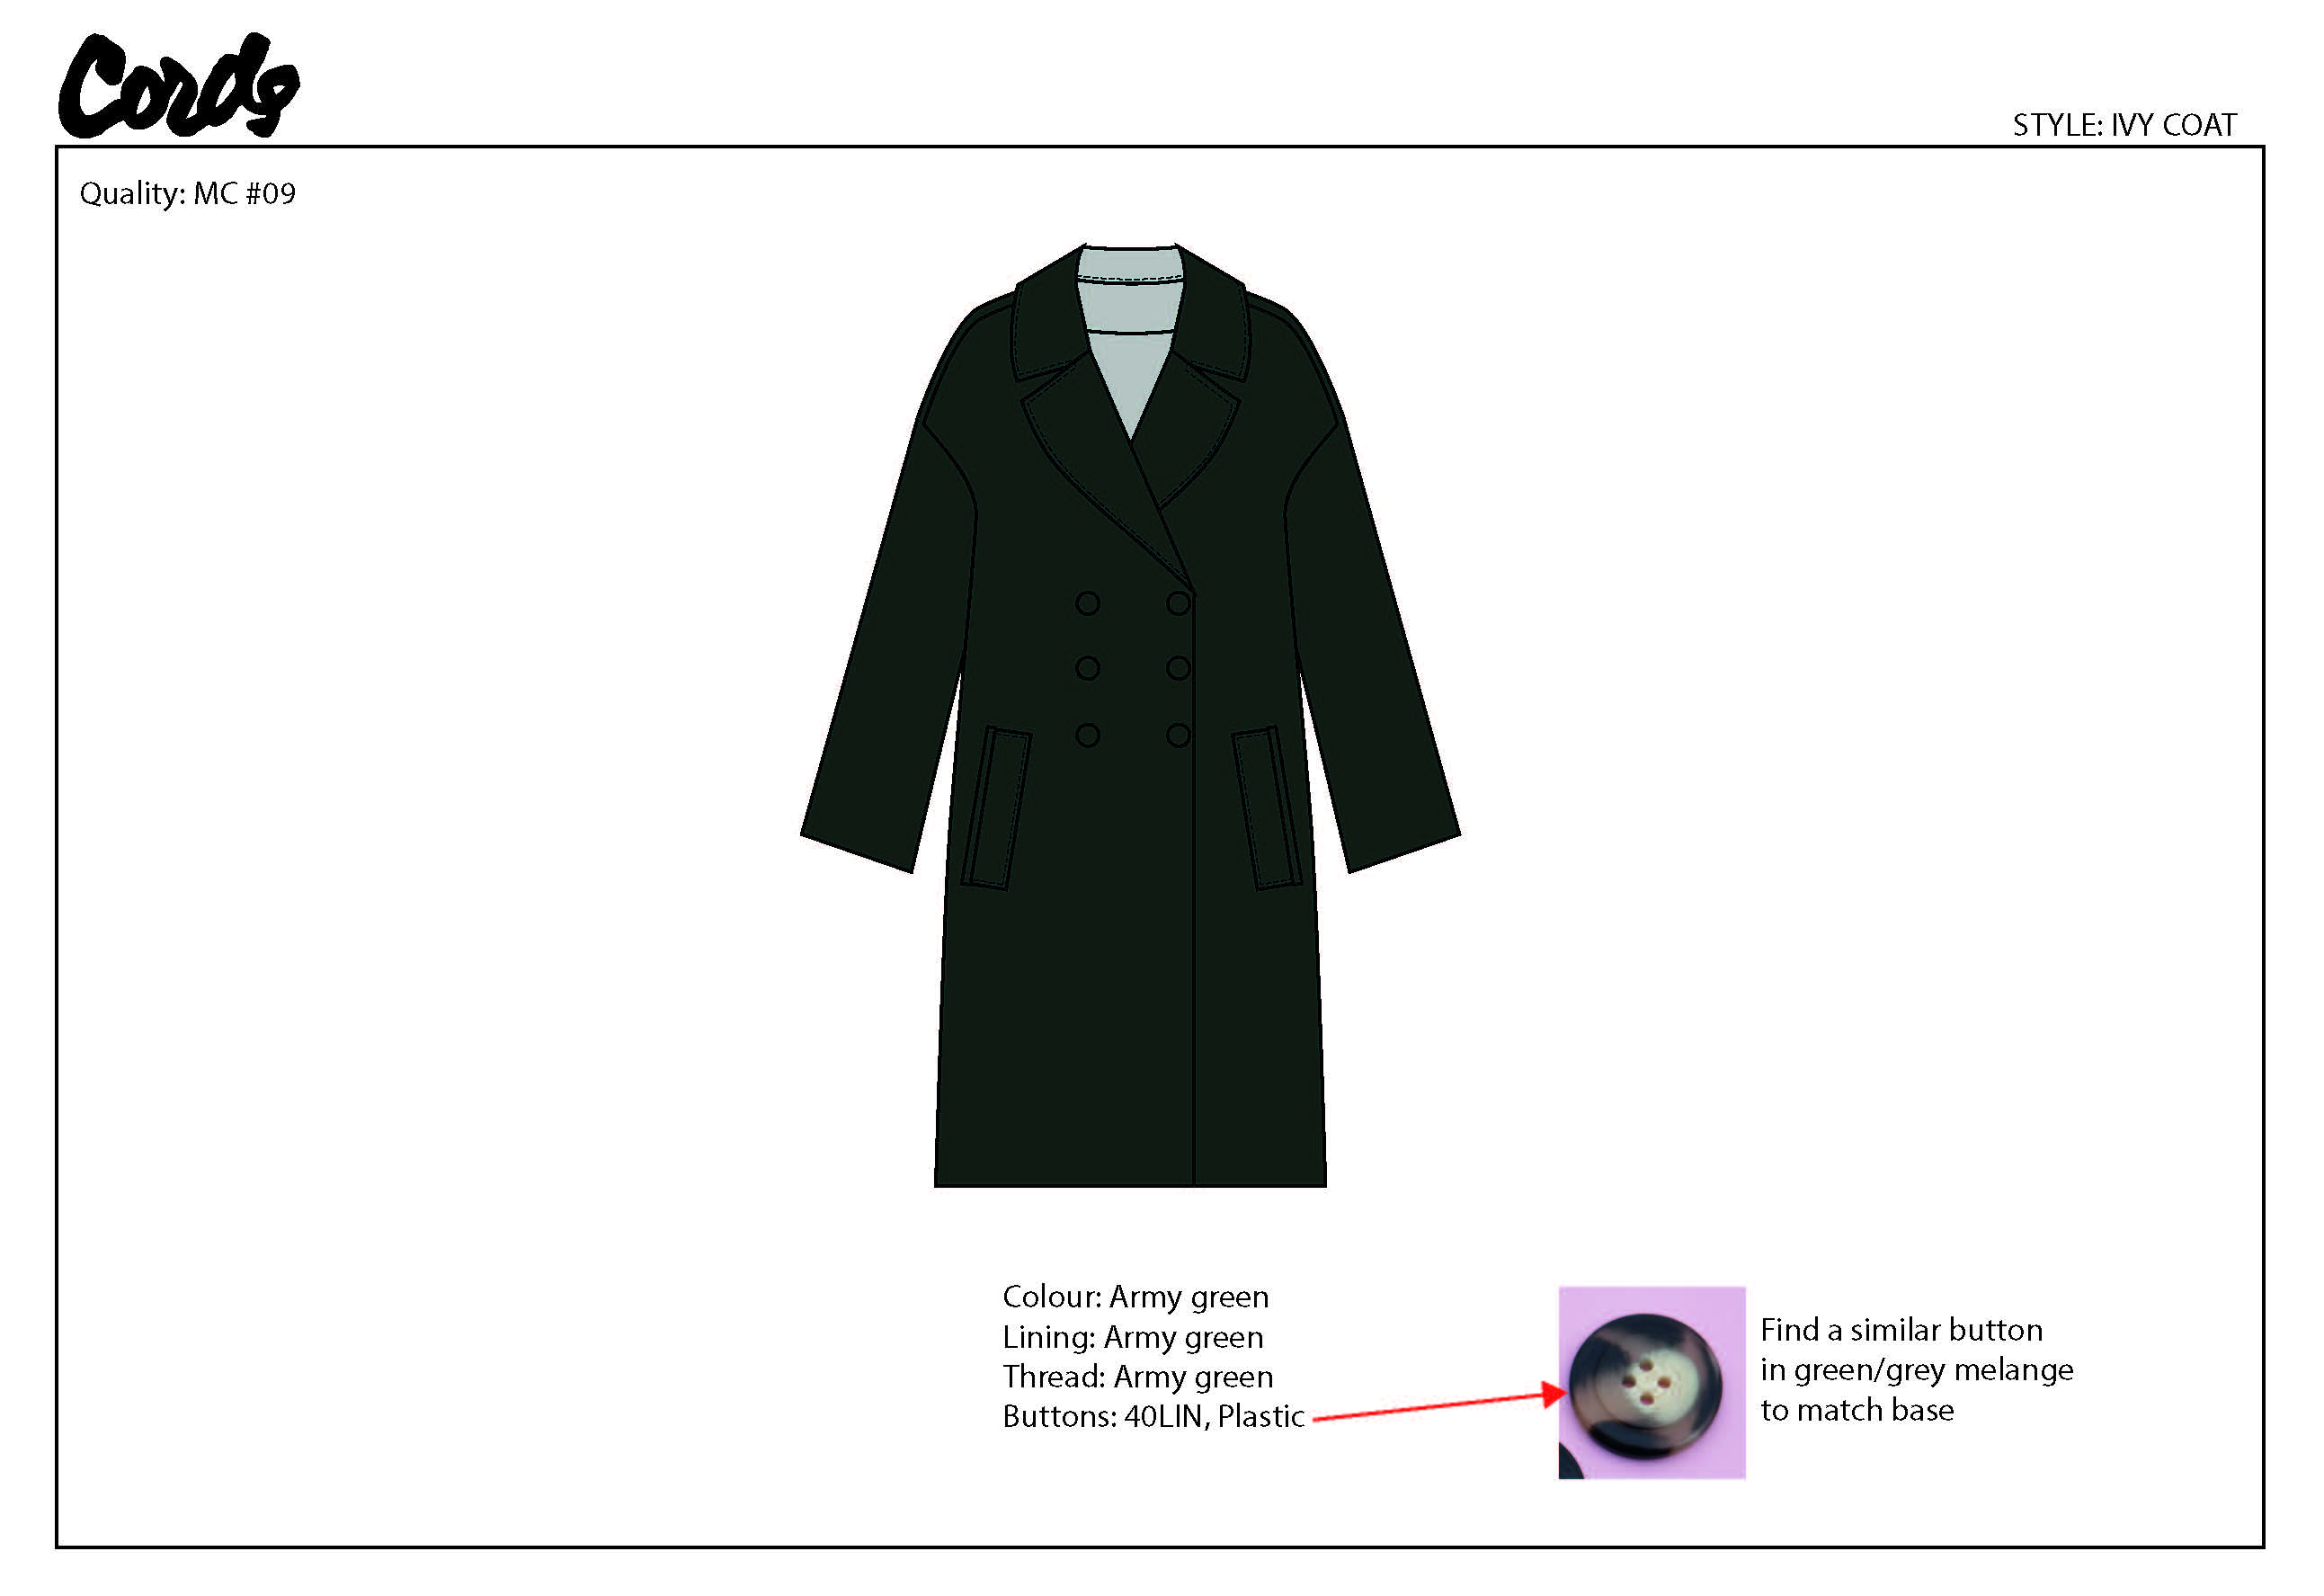 Cords
STYLE: IVY COAT
Quality: MC #09
Colour: Army green
Lining: Army green
Thread: Army green
Buttons: 40LIN, Plastic
Find a similar button
in green/grey melange
to match base